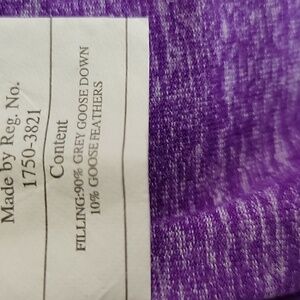 Made by Reg. No.
1750-3821
Content
FILLING:90% GREY GOOSE DOWN
10% GOOSE FEATHERS